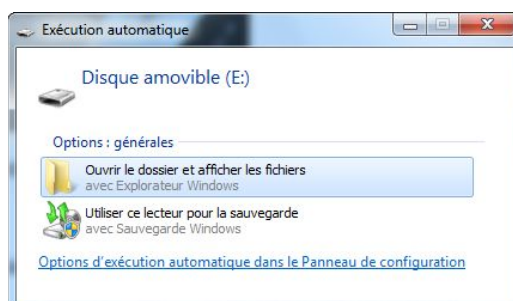 Exécution automatique
Disque amovible (E:)
Options : générales
Ouvrir le dossier et afficher les fichiers
avec Explorateur Windows
Utiliser ce lecteur pour la sauvegarde
avec Sauvegarde Windows
Options d'exécution automatique dans le Panneau de configuration